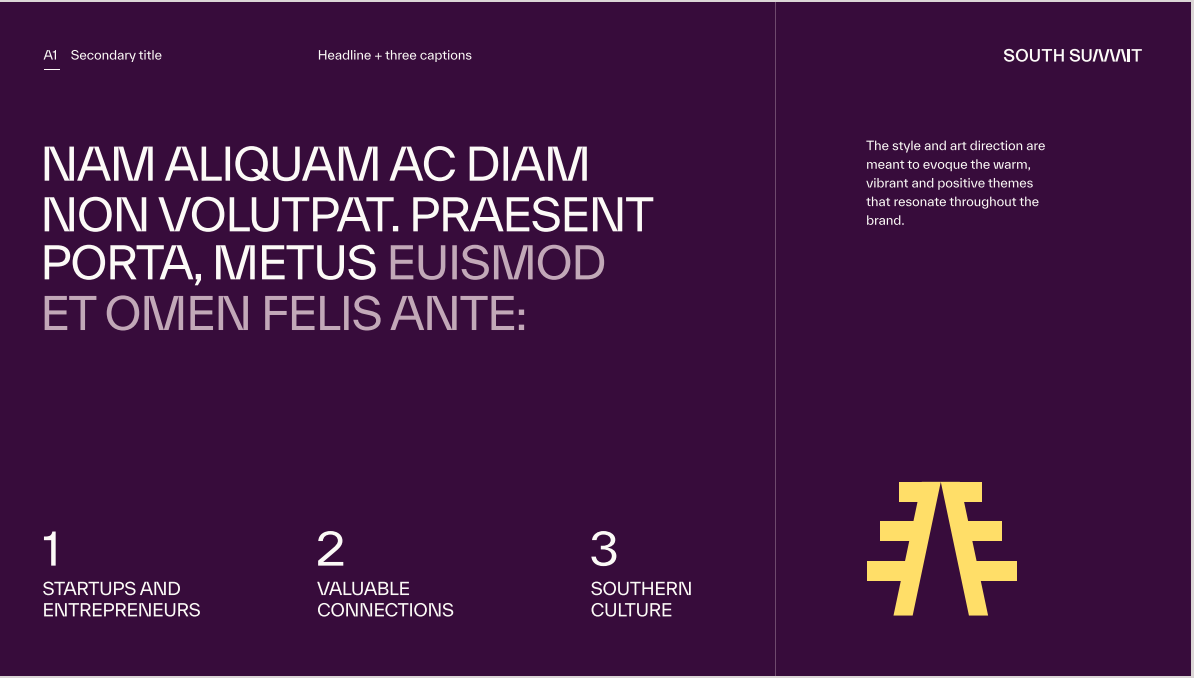 A1 Secondary title
Headline + three captions
SOUTH SUMMIT
NAM ALIQUAM AC DIAM
NON VOLUTPAT. PRAESENT
PORTA, METUS EUISMOD
ET OMEN FELIS ANTE:
The style and art direction are
meant to evoque the warm,
vibrant and positive themes
that resonate throughout the
brand.
1
STARTUPS AND
ENTREPRENEURS
2
VALUABLE
CONNECTIONS
3
SOUTHERN
CULTURE